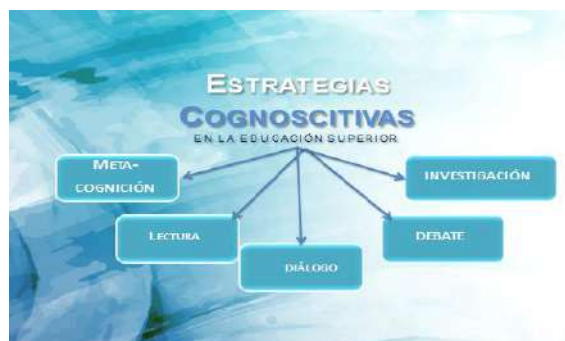 ESTRATEGIAS
COGNOSCITIVAS
EN LA EDUCACIÓN SUPERIOR
META-
COGNICIÓN
INVESTIGACIÓN
LECTURA
DEBATE
DIÁLOGO